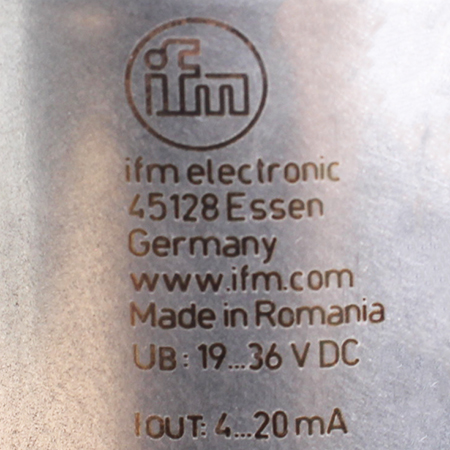 ifm
ifm electronic
45128 Essen
Germany
www.ifm.com
Made in Romania
UB: 19...36 V DC
IOUT: 4...20 mA